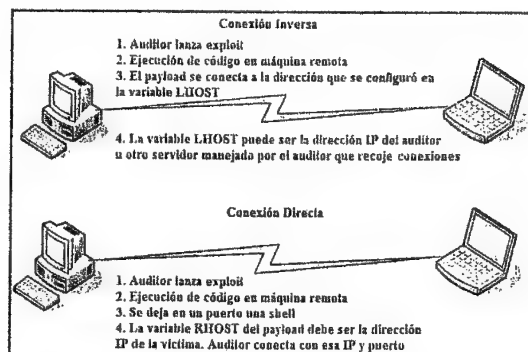 Conexión Inversa
1. Auditor lanza exploit
2. Ejecución de código en máquina remota
3. El payload se conecta a la dirección que se configuró en
la variable LHOST
4. La variable LHOST puede ser la dirección IP del auditor
u otro servidor manejado por el auditor que recoje conexiones
Conexión Directa
1. Auditor lanza exploit
2. Ejecución de código en máquina remota
3. Se deja en un puerto una shell
4. La variable RHOST del payload debe ser la dirección
IP de la víctima. Auditor conecta con esa IP y puerto